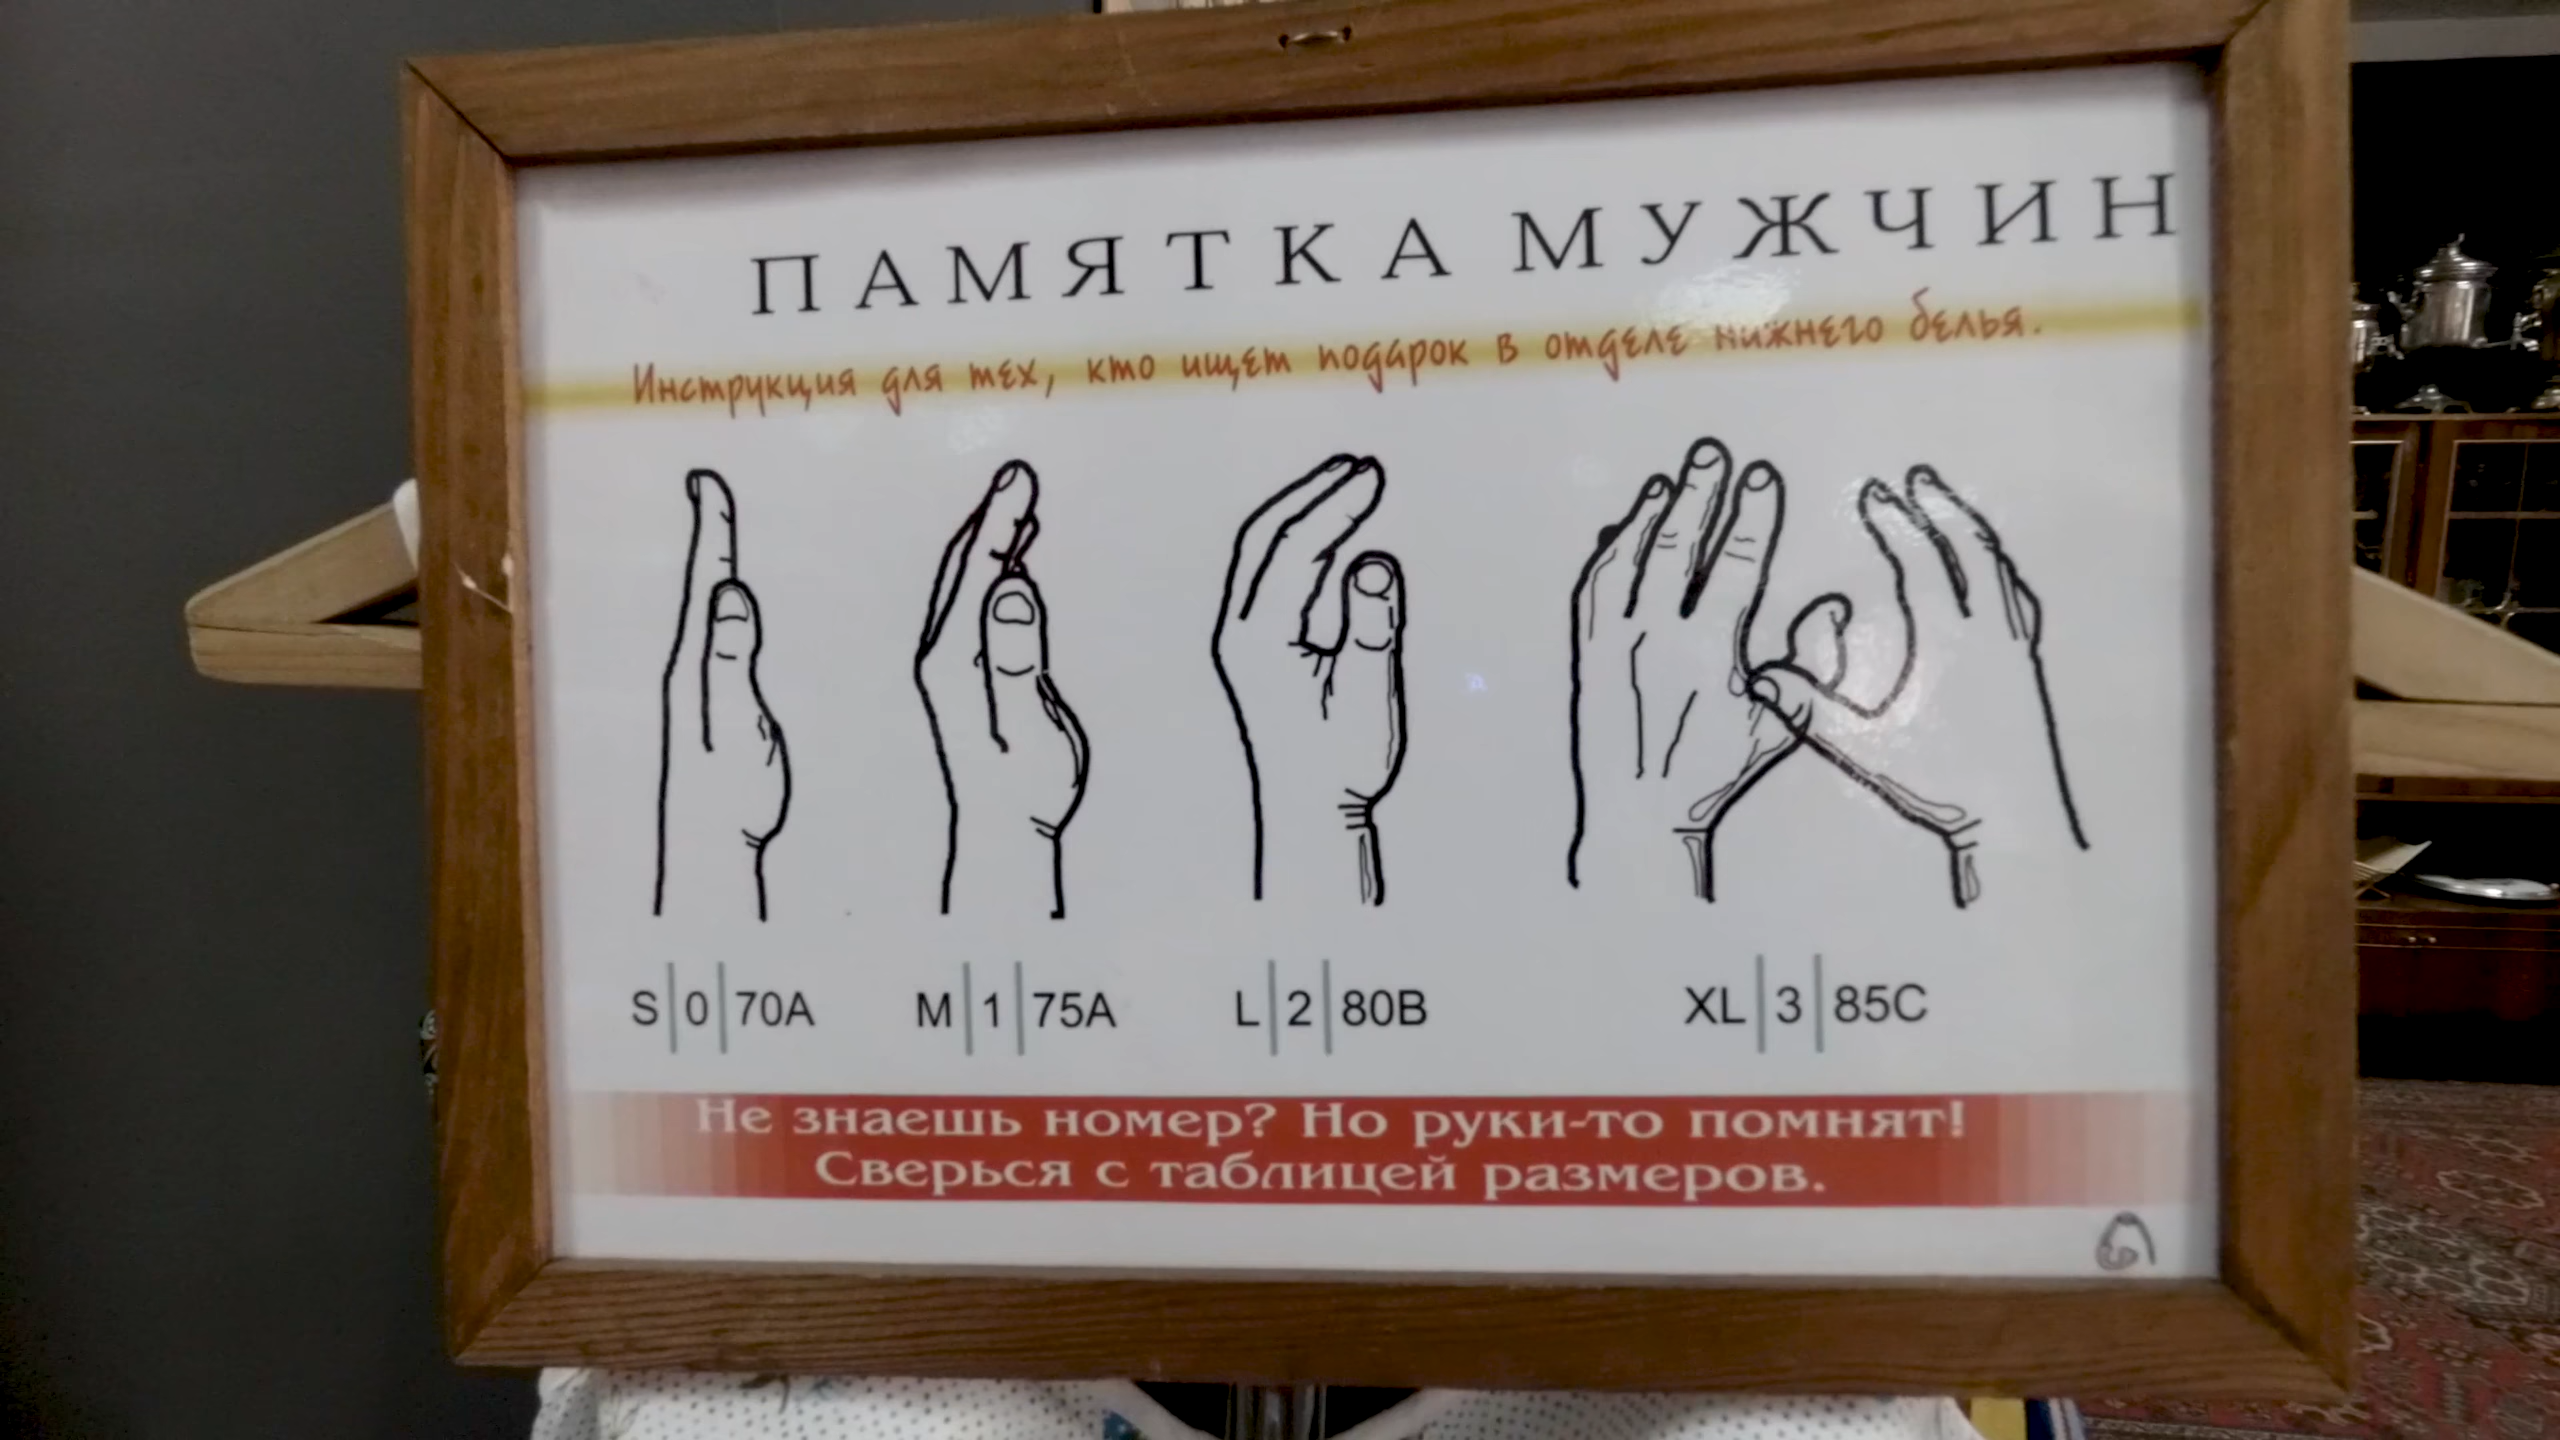 ПАМЯТКА МУЖЧИН
Инструкция для тех, кто ищет подарок в отделе нижнего белья.
S|0|70A M|1|75A L|2|80B XL|3|85C
Не знаешь номер? Но руки-то помнят!
Сверься с таблицей размеров.